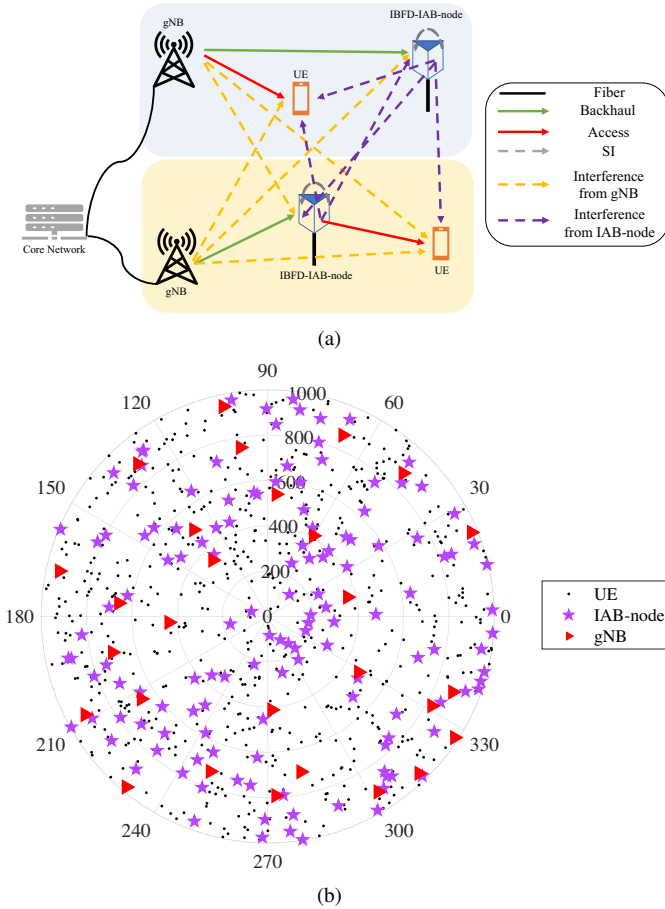 IBFD-IAB-node
gNB
UE
Fiber
Backhaul
Access
SI
Interference
from gNB
Interference
from IAB-node
Core Network
IBFD-IAB-node
gNB
UE
(a)
90
120
60
1000
800
600
150
30
400
200
180
0
0
UE
IAB-node
gNB
210
330
240
300
270
(b)